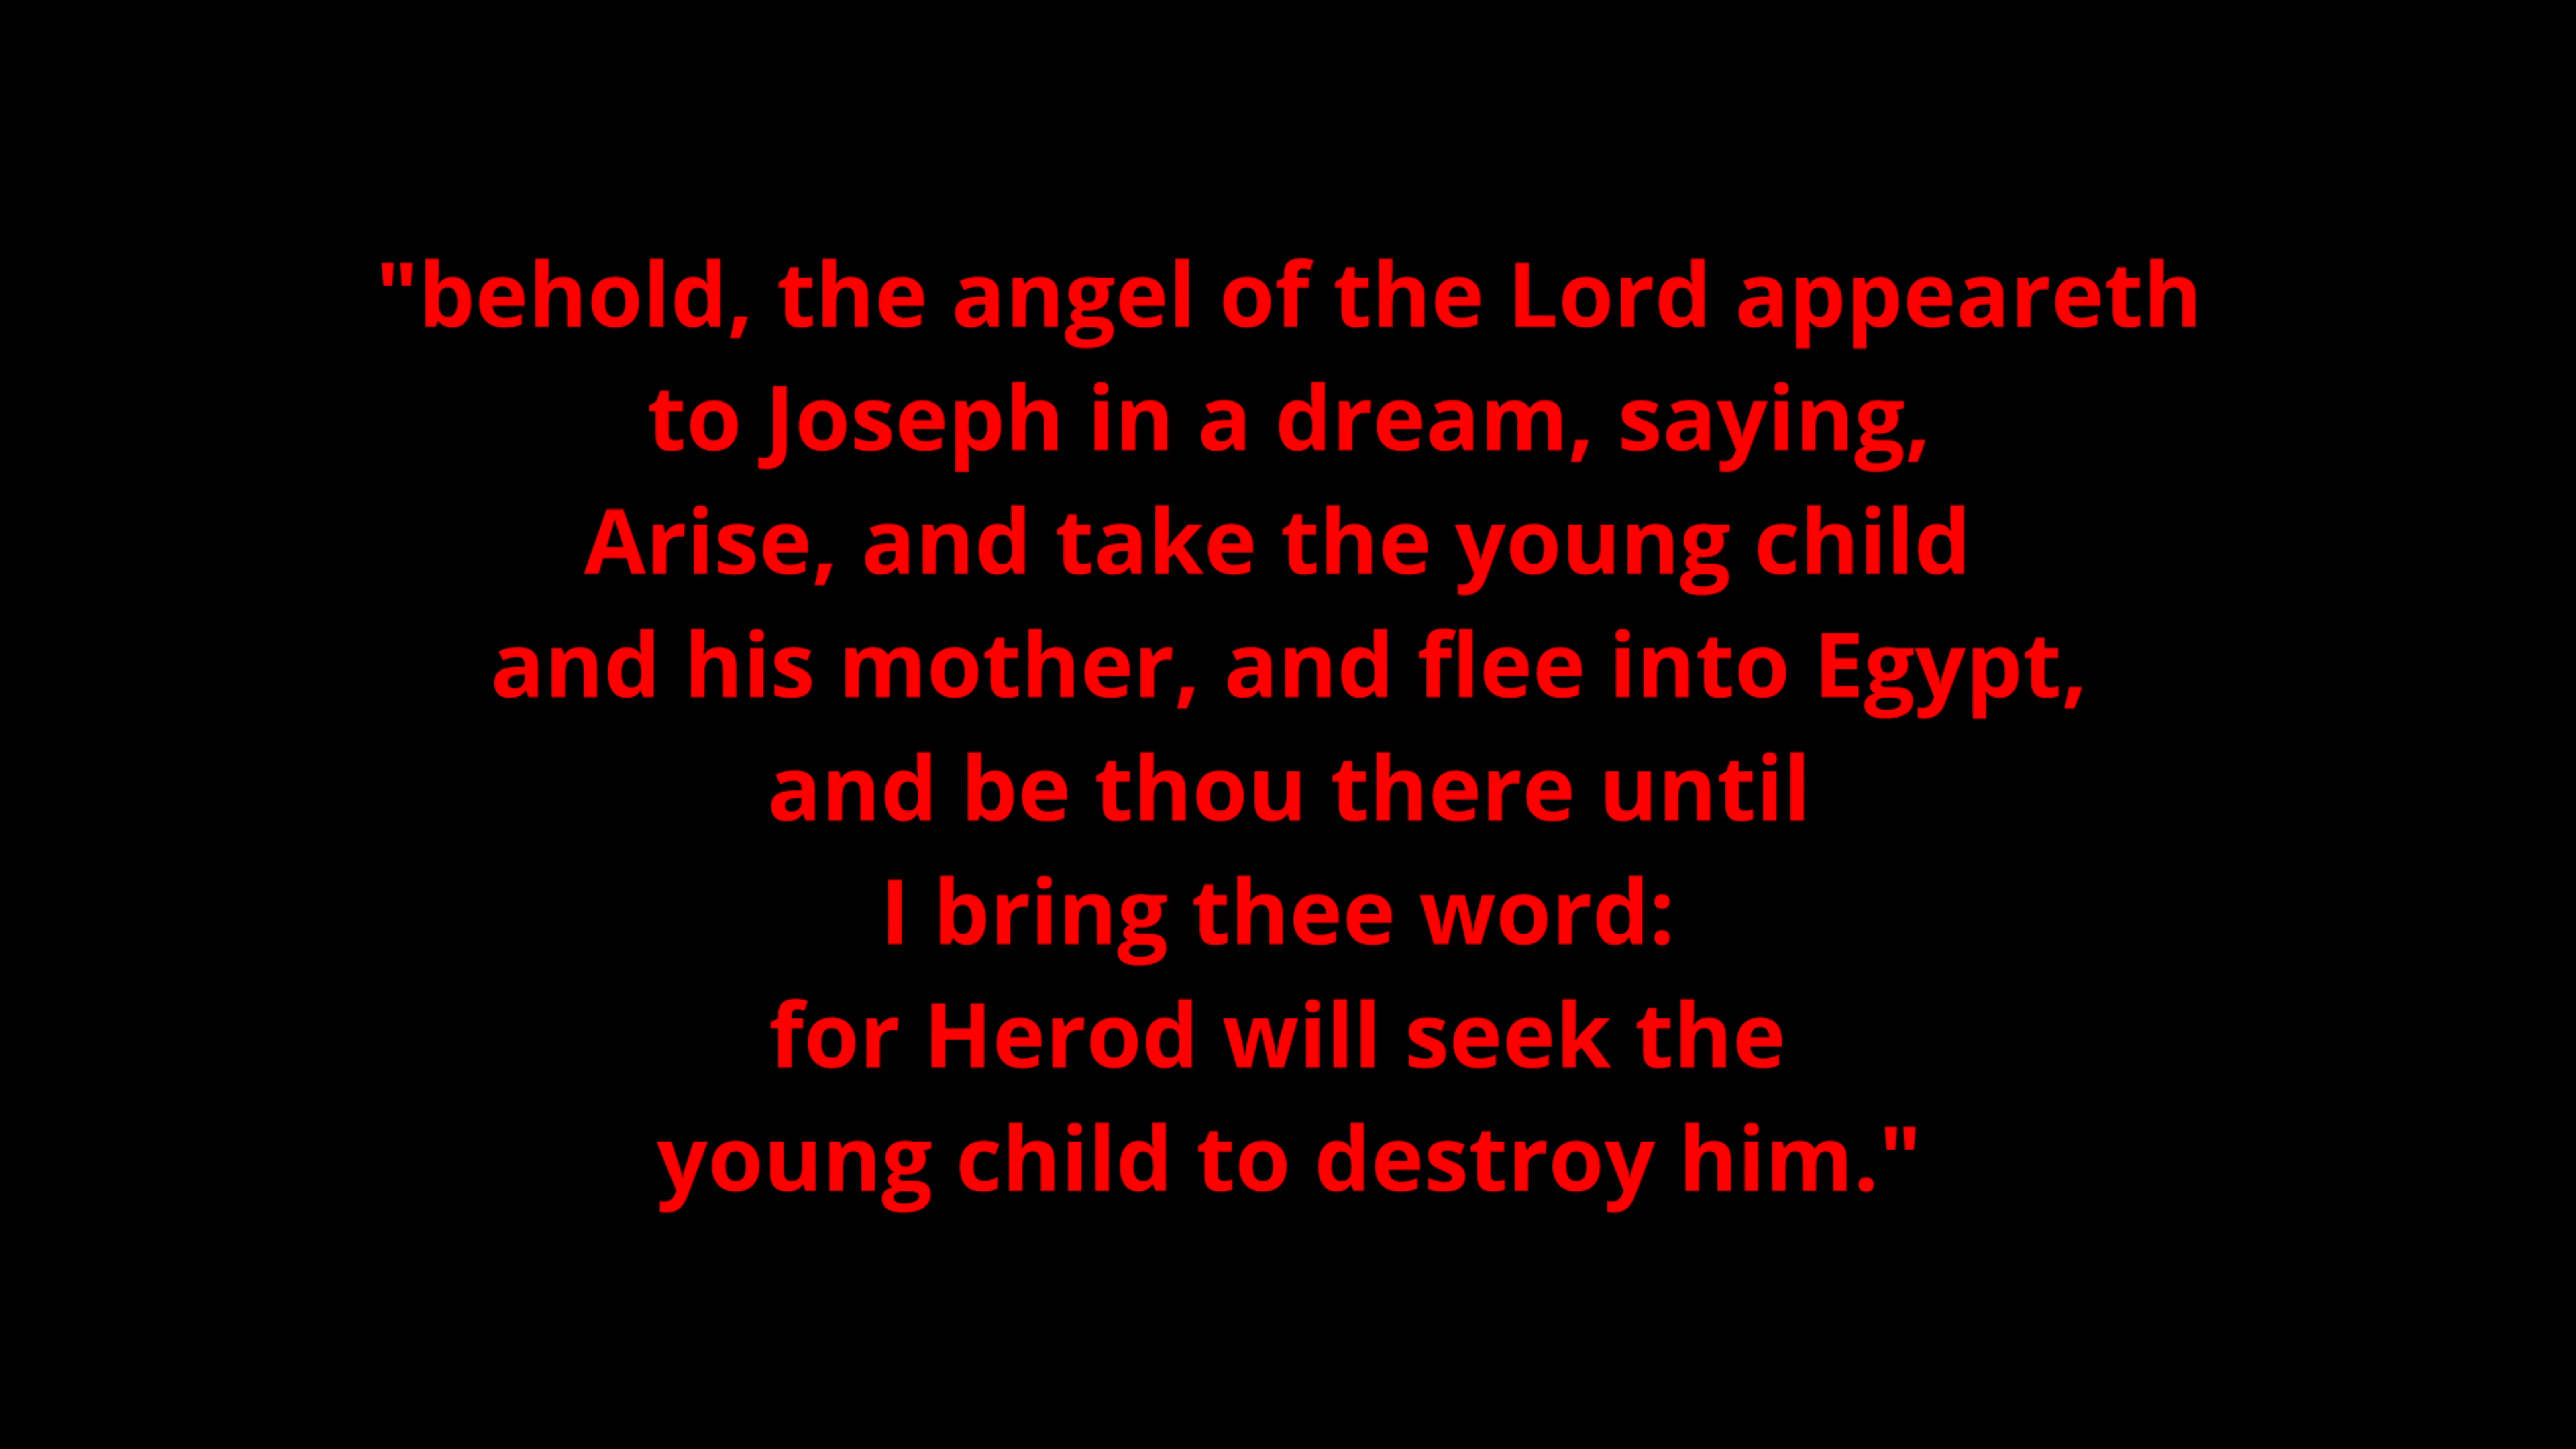 "behold, the angel of the Lord appeareth
to Joseph in a dream, saying,
Arise, and take the young child
and his mother, and flee into Egypt,
and be thou there until
I bring thee word:
for Herod will seek the
young child to destroy him."